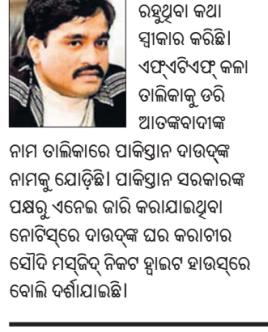 ରହୁଥିବା କଥା
ସ୍ୱୀକାର କରିଛି।
ଏଫ୍‌ଏଟିଏଫ୍‌ କଳା
ତାଲିକାକୁ ଡରି
ଆତଙ୍କବାଦୀଙ୍କ
ନାମ ତାଲିକାରେ ପାକିସ୍ତାନ ଦାଉଦ୍‌ଙ୍କ
ନାମକୁ ଯୋଡ଼ିଛି। ପାକିସ୍ତାନ ସରକାରଙ୍କ
ପକ୍ଷରୁ ଏନେଇ ଜାରି କରାଯାଇଥିବା
ନୋଟିସ୍‌ରେ ଦାଉଦ୍‌ଙ୍କ ଘର କରାଚୀର
ସୌଦି ମସ୍‌ଜିଦ୍‌ ନିକଟ ହ୍ୱାଇଟ ହାଉସ୍‌ରେ
ବୋଲି ଦର୍ଶାଯାଇଛି।